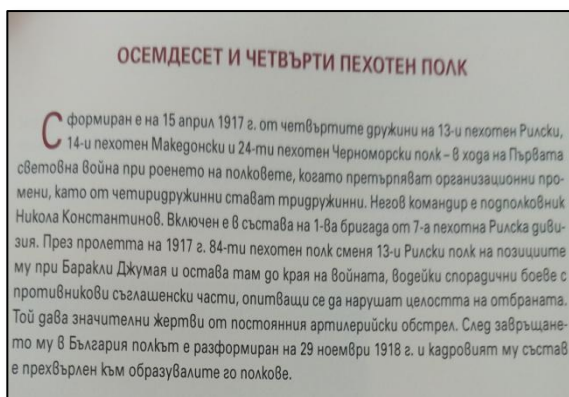 ОСЕМДЕСЕТ И ЧЕТВЪРТИ ПЕХОТЕН ПОЛК
Сформиран е на 15 април 1917 г. от четвъртите дружини на 13-и пехотен Рилски,
14-и пехотен Македонски и 24-ти пехотен Черноморски полк – в хода на Първата
световна война при роенето на полковете, когато претърпяват организационни про-
мени, като от четиридружинни стават тридружинни. Негов командир е подполковник
Никола Константинов. Включен е в състава на 1-ва бригада от 7-а пехотна Рилска диви-
зия. През пролетта на 1917 г. 84-ти пехотен полк сменя 13-и Рилски полк на позициите
му при Баракли Джумая и остава там до края на войната, водейки спорадични боеве с
противникови съглашенски части, опитващи се да нарушат целостта на отбраната.
Той дава значителни жертви от постоянния артилерийски обстрел. След завръщане-
то му в България полкът е разформиран на 29 ноември 1918 г. и кадровият му състав
е прехвърлен към образувалите го полкове.